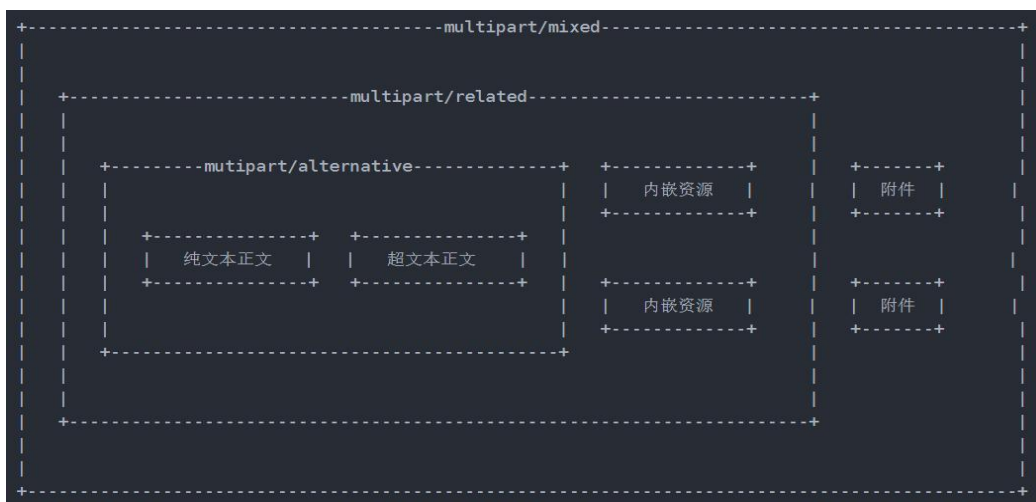 multipart/mixed
multipart/related
mutipart/alternative
内嵌资源 附件
纯文本正文 超文本正文
内嵌资源 附件